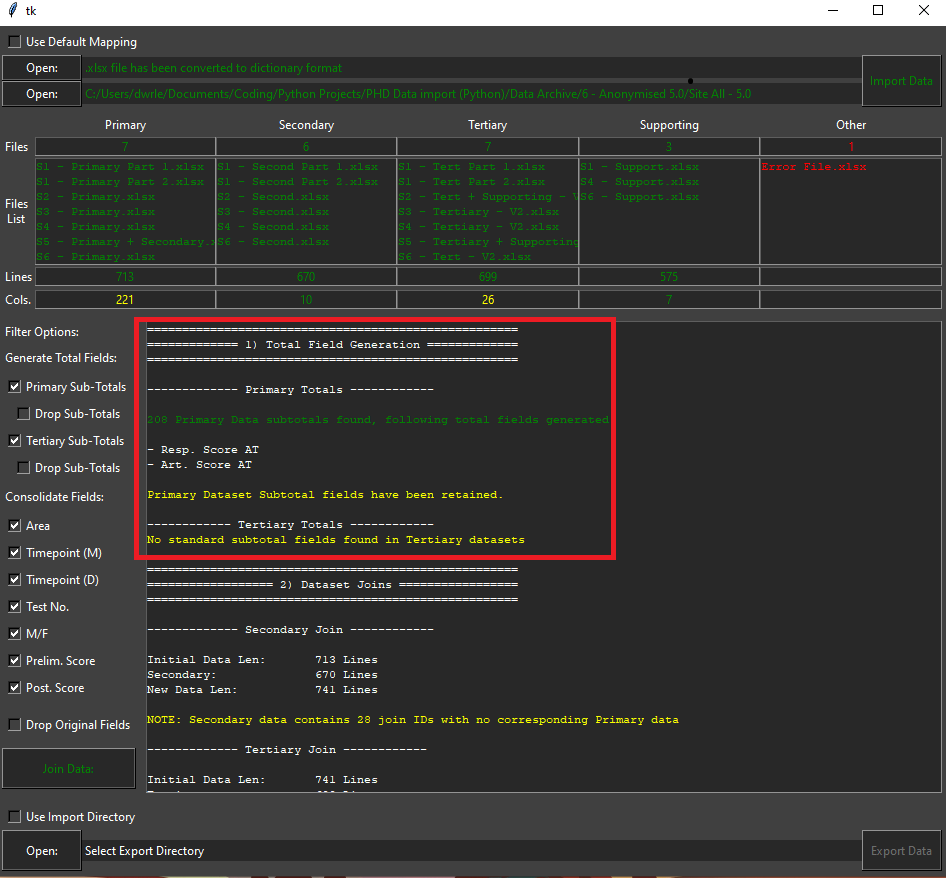 tk
Use Default Mapping
Open:
.xlsx file has been converted to dictionary format
Import Data
Open:
C:/Users/dwrle/Documents/Coding/Python Projects/PHD Data import (Python)/Data Archive/6 - Anonymised 5.0/Site All - 5.0
Primary Secondary Tertiary Supporting Other
Files 7 6 7 3 1
Files List
S1 - Primary Part 1.xlsx
S1 - Primary Part 2.xlsx
S2 - Primary.xlsx
S3 - Primary.xlsx
S4 - Primary.xlsx
S5 - Primary + Secondary.x
S6 - Primary.xlsx
S1 - Second Part 1.xlsx
S1 - Second Part 2.xlsx
S2 - Second.xlsx
S3 - Second.xlsx
S4 - Second.xlsx
S6 - Second.xlsx
S1 - Tert Part 1.xlsx
S1 - Tert Part 2.xlsx
S2 - Tert + Supporting - V
S3 - Tertiary - V2.xlsx
S4 - Tertiary - V2.xlsx
S5 - Tertiary + Supporting
S6 - Tert - V2.xlsx
S1 - Support.xlsx
S4 - Support.xlsx
S6 - Support.xlsx
Error File.xlsx
Lines 713 670 699 575
Cols. 221 10 26 7
Filter Options:
Generate Total Fields:
Primary Sub-Totals
Drop Sub-Totals
Tertiary Sub-Totals
Drop Sub-Totals
Consolidate Fields:
Area
Timepoint (M)
Timepoint (D)
Test No.
M/F
Prelim. Score
Post. Score
Drop Original Fields
Join Data:
=====================================================
============= 1) Total Field Generation =============
=====================================================
------------- Primary Totals ------------
208 Primary Data subtotals found, following total fields generated
- Resp. Score AT
- Art. Score AT
Primary Dataset Subtotal fields have been retained.
------------ Tertiary Totals ------------
No standard subtotal fields found in Tertiary datasets
=====================================================
================== 2) Dataset Joins =================
=====================================================
------------- Secondary Join ------------
Initial Data Len: 713 Lines
Secondary: 670 Lines
New Data Len: 741 Lines
NOTE: Secondary data contains 28 join IDs with no corresponding Primary data
------------- Tertiary Join ------------
Initial Data Len: 741 Lines
Use Import Directory
Open:
Select Export Directory
Export Data